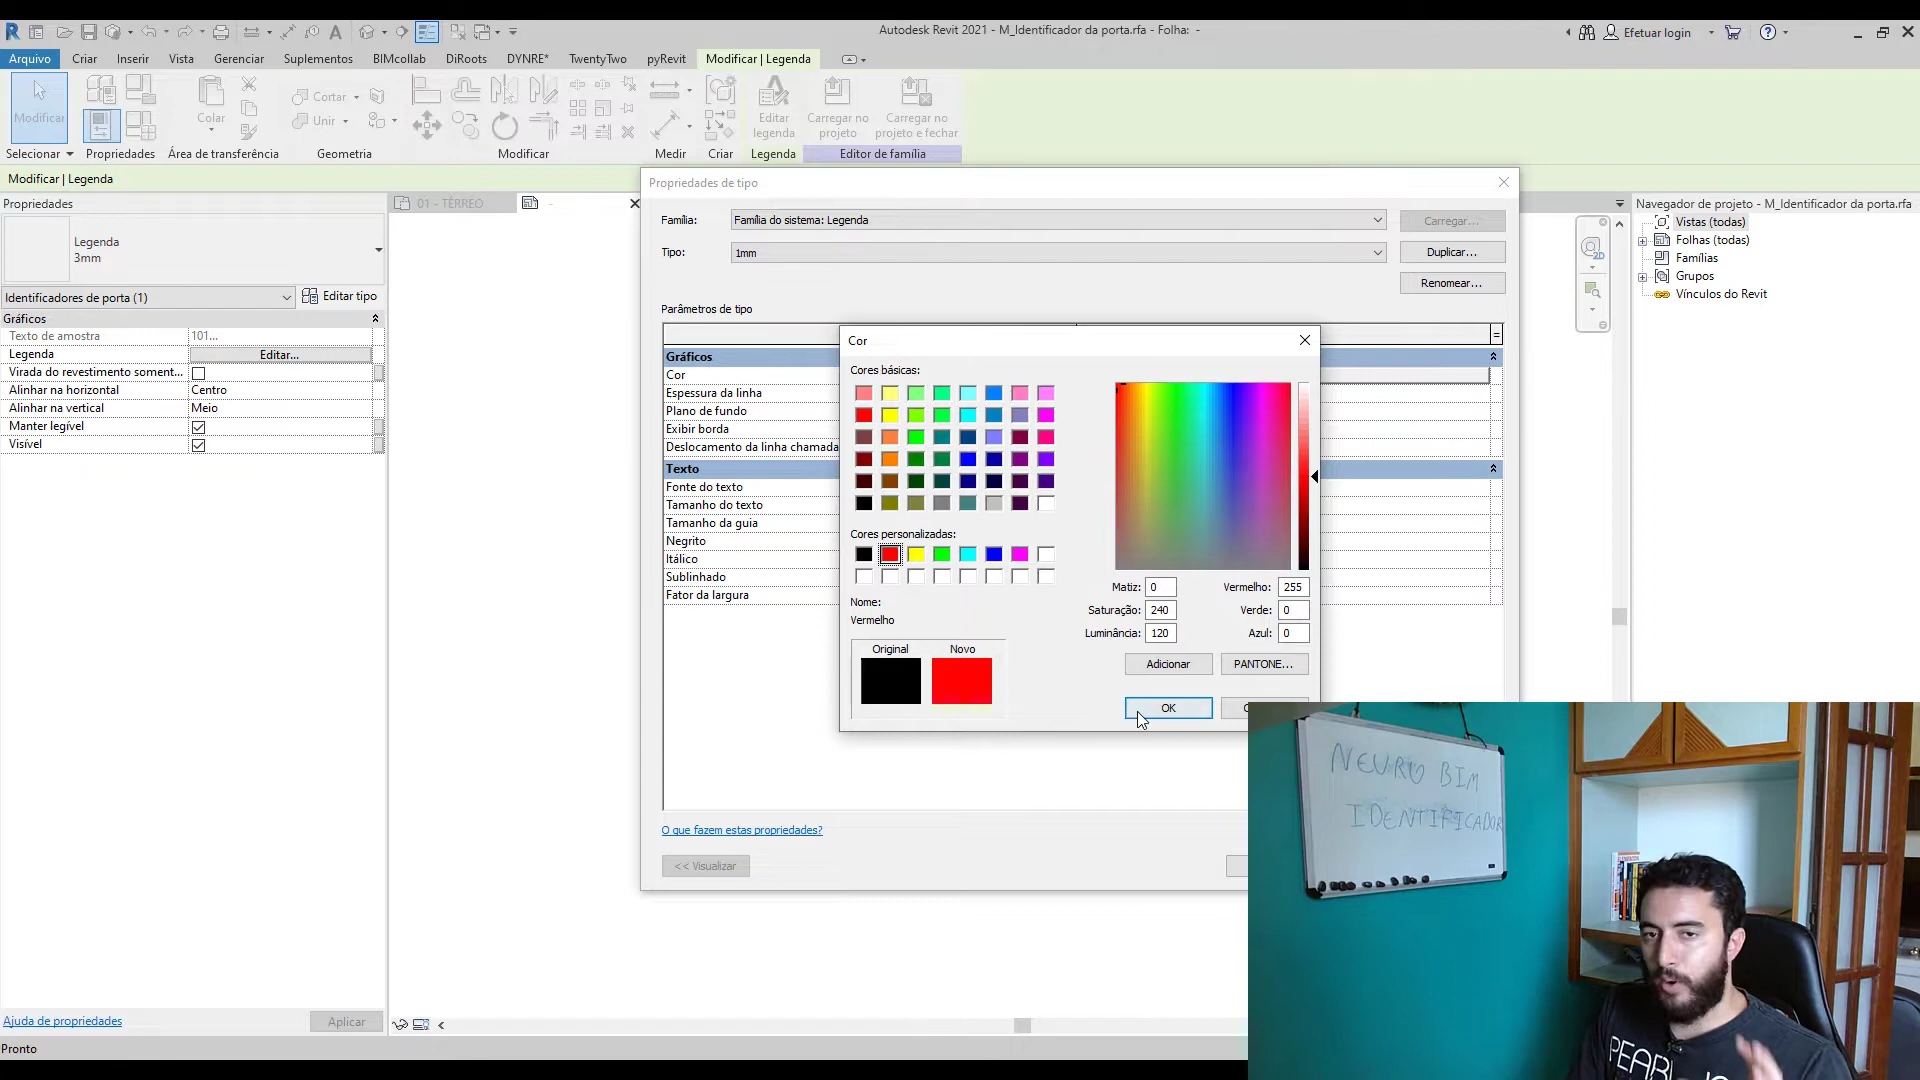 Autodesk Revit 2021 - M_Identificador da porta.rfa - Folha: -
Efetuar login
Arquivo
Criar
Inserir
Vista
Gerenciar
Suplementos
BIMcollab
DiRoots
DYNRE*
TwentyTwo
pyRevit
Modificar | Legenda
Modificar
Colar
Cortar
Unir
Editar legenda
Carregar no projeto
Carregar no projeto e fechar
Selecionar
Propriedades
Área de transferência
Geometria
Modificar
Medir
Criar
Legenda
Editor de família
Modificar | Legenda
Propriedades
01 - TÉRREO
-
Legenda
3mm
Identificadores de porta (1)
Editar tipo
Gráficos
Texto de amostra 101...
Legenda Editar...
Virada do revestimento soment...
Alinhar na horizontal Centro
Alinhar na vertical Meio
Manter legível
Visível
Ajuda de propriedades
Aplicar
Pronto
Propriedades de tipo
Família: Família do sistema: Legenda
Carregar...
Tipo: 1mm
Duplicar...
Renomear...
Parâmetros de tipo
=
Gráficos
Cor
Espessura da linha
Plano de fundo
Exibir borda
Deslocamento da linha chamada
Texto
Fonte do texto
Tamanho do texto
Tamanho da guia
Negrito
Itálico
Sublinhado
Fator da largura
O que fazem estas propriedades?
<< Visualizar
Cor
Cores básicas:
Cores personalizadas:
Nome:
Vermelho
Original
Novo
Matiz: 0
Vermelho: 255
Saturação: 240
Verde: 0
Luminância: 120
Azul: 0
Adicionar
PANTONE...
OK
Navegador de projeto - M_Identificador da porta.rfa
Vistas (todas)
Folhas (todas)
Famílias
Grupos
Vínculos do Revit
2D
NEURO BIM
IDENTIFICADOR
PEARL